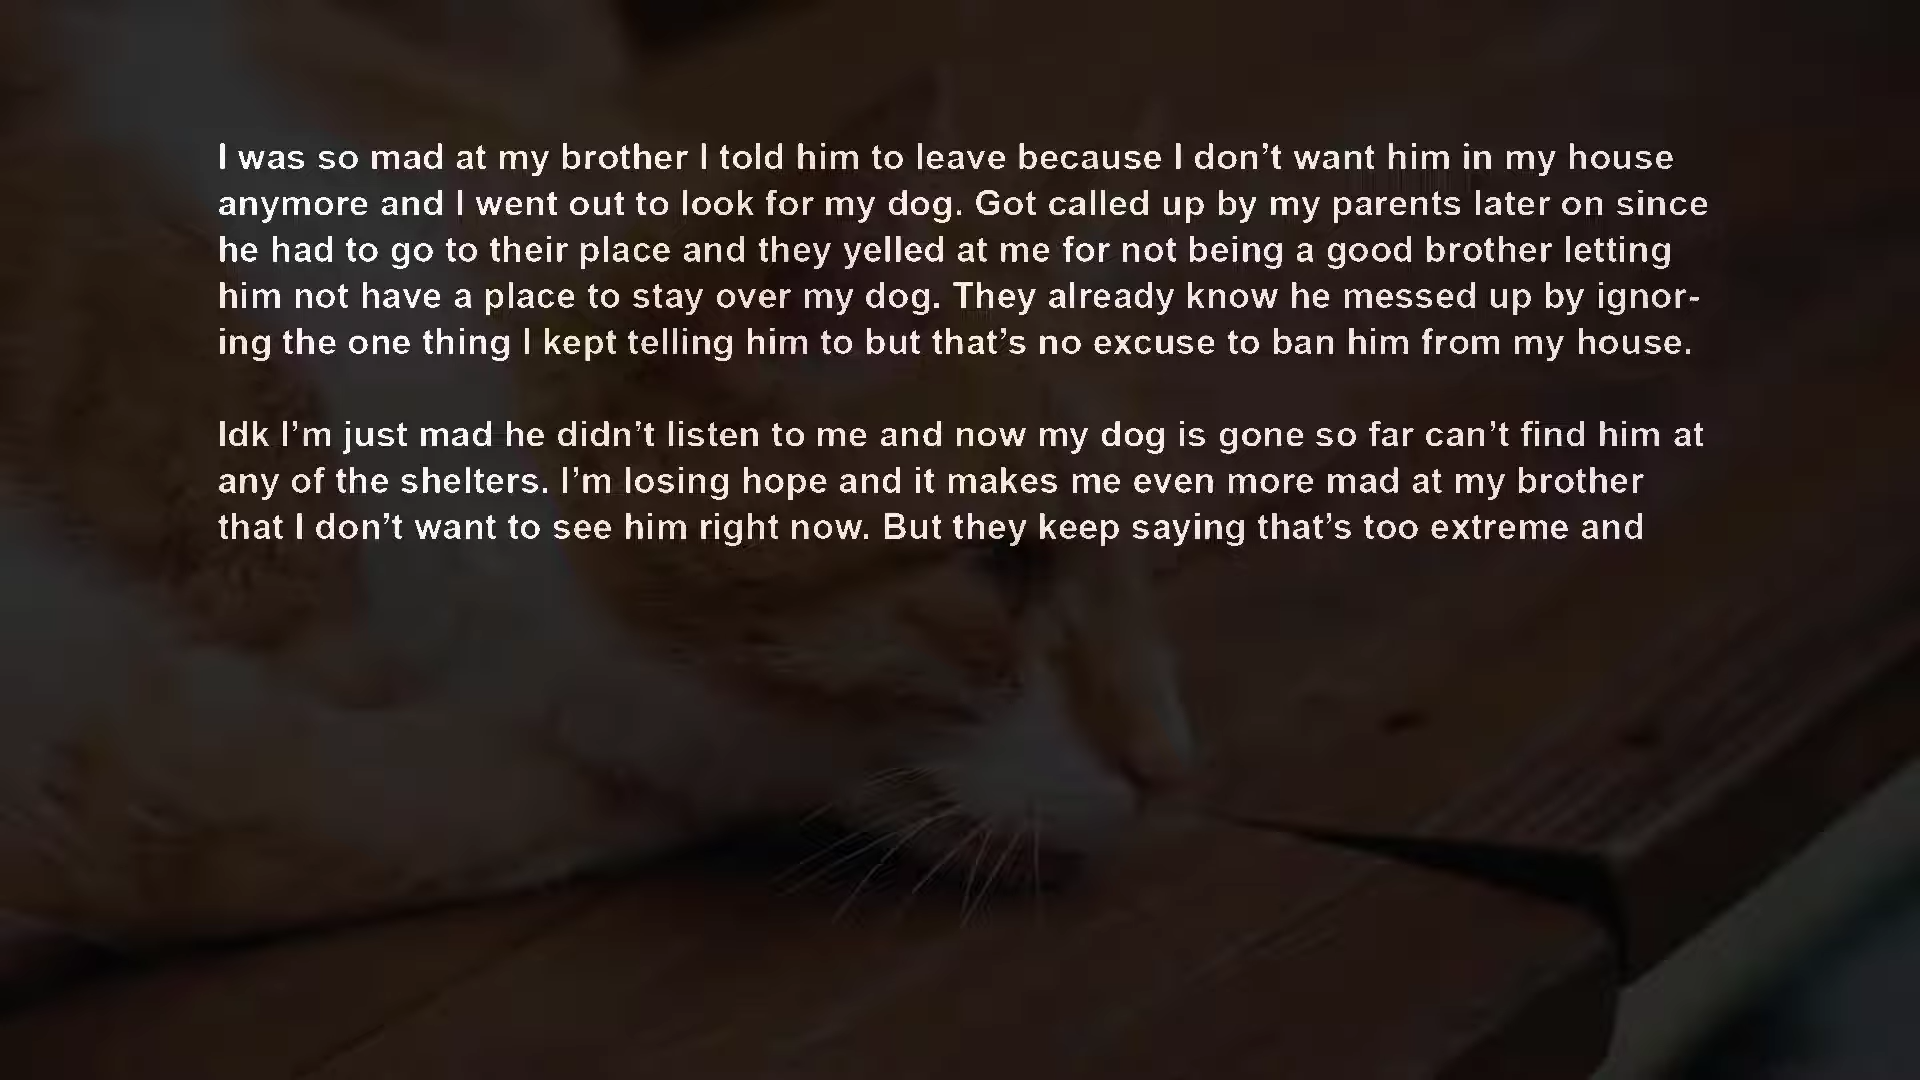 I was so mad at my brother I told him to leave because I don’t want him in my house
anymore and I went out to look for my dog. Got called up by my parents later on since
he had to go to their place and they yelled at me for not being a good brother letting
him not have a place to stay over my dog. They already know he messed up by ignor-
ing the one thing I kept telling him to but that’s no excuse to ban him from my house.
Idk I’m just mad he didn’t listen to me and now my dog is gone so far can’t find him at
any of the shelters. I’m losing hope and it makes me even more mad at my brother
that I don’t want to see him right now. But they keep saying that’s too extreme and